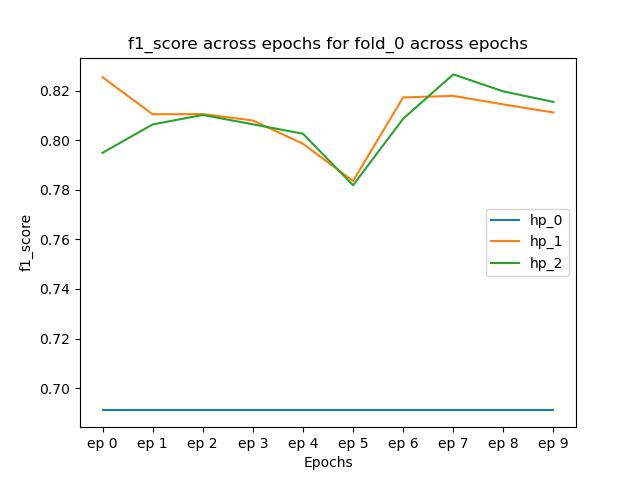 f1_score across epochs for fold_0 across epochs
f1_score
0.82
0.80
0.78
0.76
0.74
0.72
0.70
hp_0
hp_1
hp_2
ep 0 ep 1 ep 2 ep 3 ep 4 ep 5 ep 6 ep 7 ep 8 ep 9
Epochs